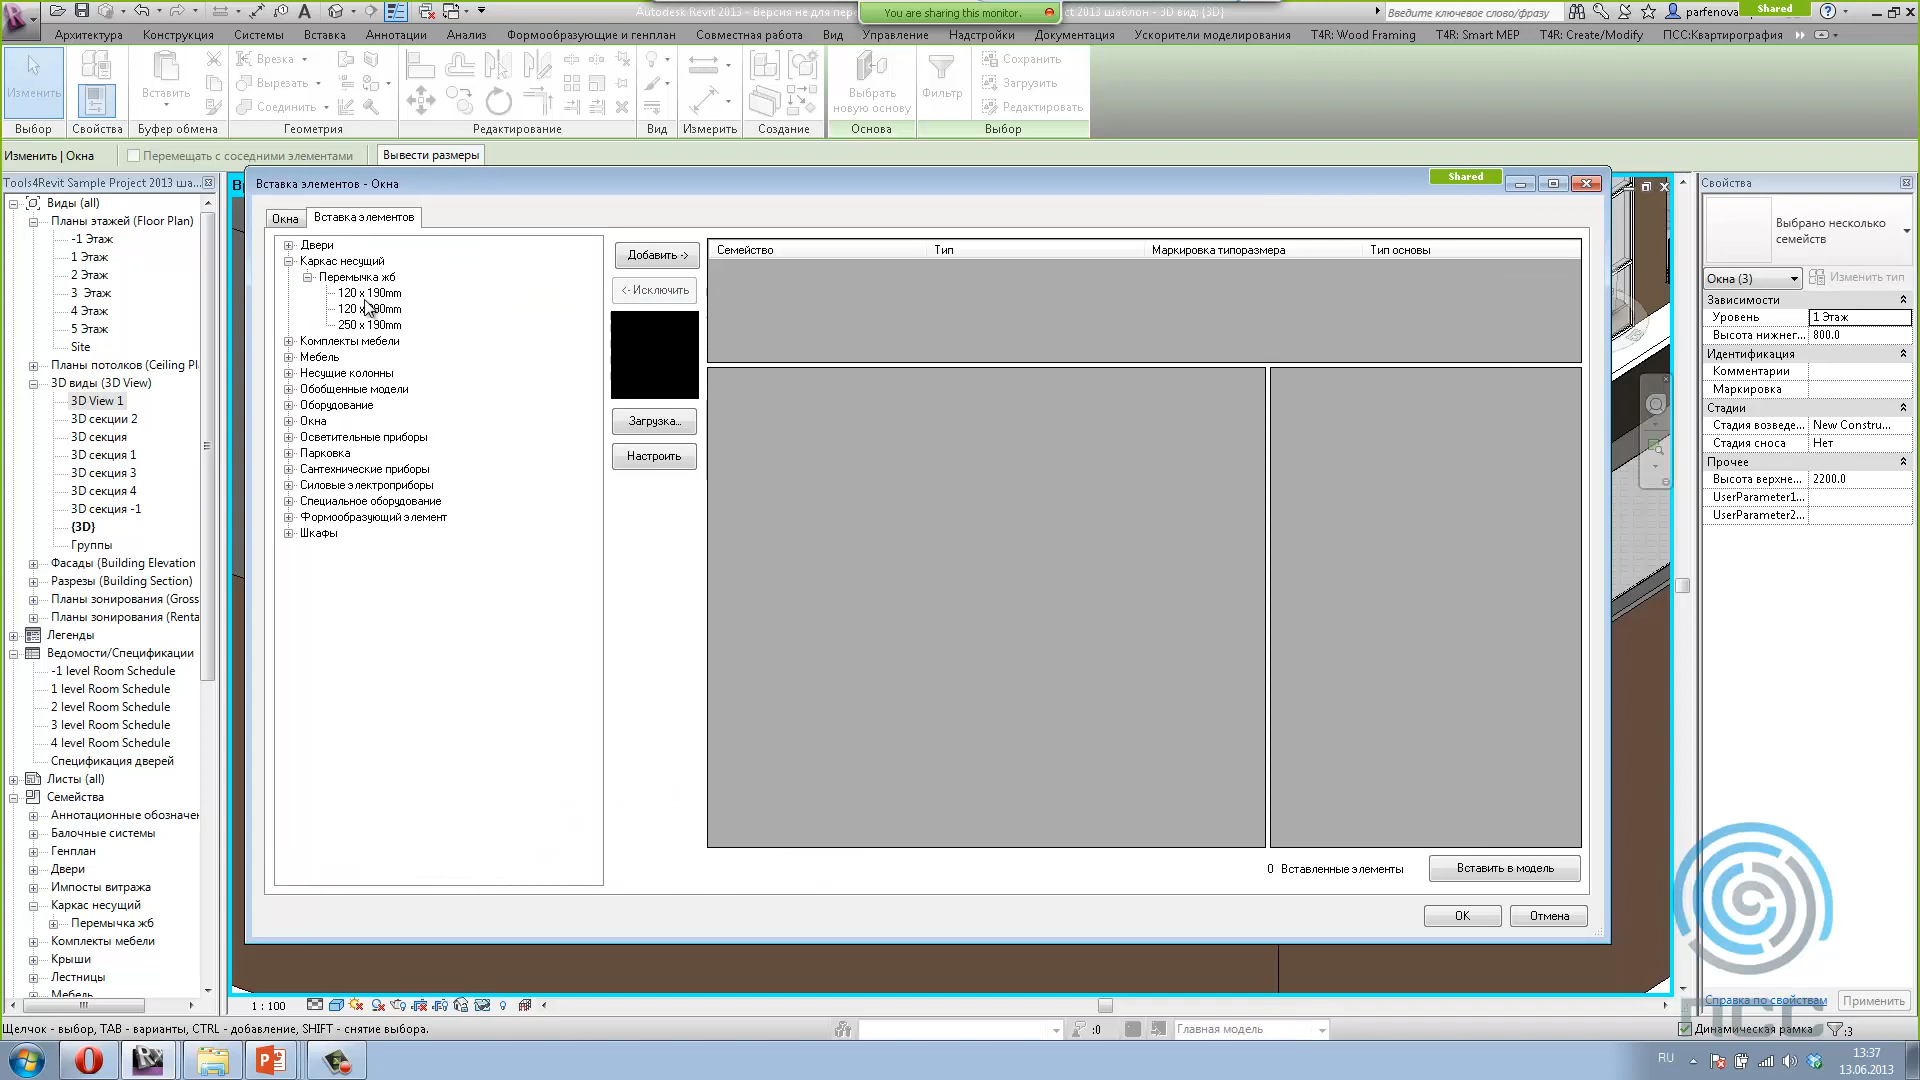 Autodesk Revit 2013 - Версия не для пер
You are sharing this monitor.
ct 2013 шаблон - 3D вид: {3D}
Введите ключевое слово/фразу
parfenova
Shared
Архитектура
Конструкция
Системы
Вставка
Аннотации
Анализ
Формообразующие и генплан
Совместная работа
Вид
Управление
Надстройки
Документация
Ускорители моделирования
T4R: Wood Framing
T4R: Smart MEP
T4R: Create/Modify
ПСС:Квартирография
Изменить
Вставить
Врезка
Вырезать
Соединить
Выбрать
новую основу
Фильтр
Сохранить
Загрузить
Редактировать
Выбор
Свойства
Буфер обмена
Геометрия
Редактирование
Вид
Измерить
Создание
Основа
Выбор
Изменить | Окна
Перемещать с соседними элементами
Вывести размеры
Tools4Revit Sample Project 2013 ша...
Виды (all)
Планы этажей (Floor Plan)
-1 Этаж
1 Этаж
2 Этаж
3 Этаж
4 Этаж
5 Этаж
Site
Планы потолков (Ceiling Pl
3D виды (3D View)
3D View 1
3D секции 2
3D секция
3D секция 1
3D секция 3
3D секция 4
3D секция -1
{3D}
Группы
Фасады (Building Elevation
Разрезы (Building Section)
Планы зонирования (Gross
Планы зонирования (Renta
Легенды
Ведомости/Спецификации
-1 level Room Schedule
1 level Room Schedule
2 level Room Schedule
3 level Room Schedule
4 level Room Schedule
Спецификация дверей
Листы (all)
Семейства
Аннотационные обозначен
Балочные системы
Генплан
Двери
Импосты витража
Каркас несущий
Перемычка жб
Комплекты мебели
Крыши
Лестницы
Мебель
Вставка элементов - Окна
Shared
Окна
Вставка элементов
Двери
Каркас несущий
Перемычка жб
120 x 190mm
250 x 190mm
Комплекты мебели
Мебель
Несущие колонны
Обобщенные модели
Оборудование
Окна
Осветительные приборы
Парковка
Сантехнические приборы
Силовые электроприборы
Специальное оборудование
Формообразующий элемент
Шкафы
Добавить ->
<- Исключить
Загрузка...
Настроить
Семейство
Тип
Маркировка типоразмера
Тип основы
0 Вставленные элементы
Вставить в модель
OK
Отмена
Свойства
Выбрано несколько
семейств
Окна (3)
Изменить тип
Зависимости
Уровень
1 Этаж
Высота нижнег...
800.0
Идентификация
Комментарии
Маркировка
Стадии
Стадия возведе...
New Constru...
Стадия сноса
Нет
Прочее
Высота верхне...
2200.0
UserParameter1...
UserParameter2...
Справка по свойствам
Применить
ПСС
1 : 100
Щелчок - выбор, TAB - варианты, CTRL - добавление, SHIFT - снятие выбора.
:0
Главная модель
Динамическая рамка
:3
RU
13:37
13.06.2013